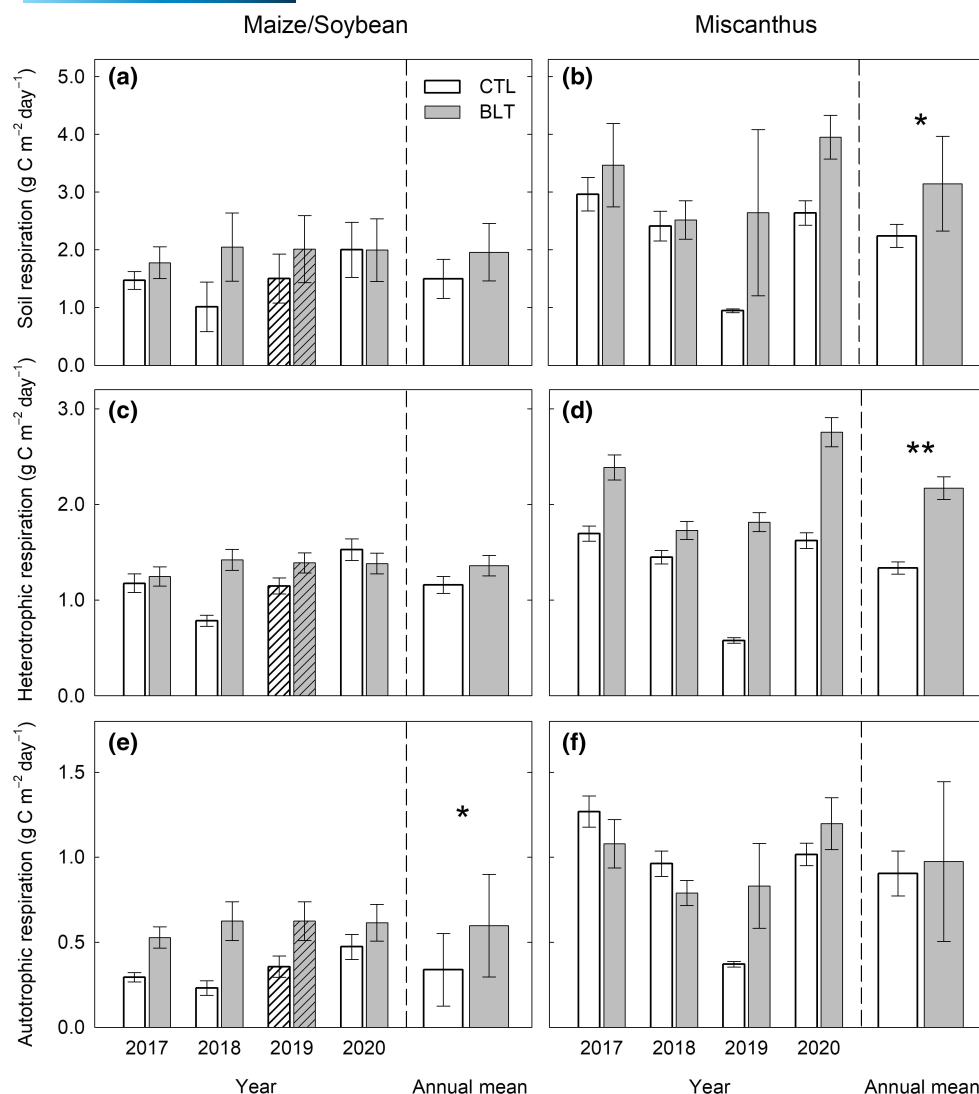 Maize/Soybean Miscanthus
(a) (b)
CTL
BLT
Soil respiration (g C m⁻² day⁻¹)
5.0
4.0
3.0
2.0
1.0
0.0
*
(c) (d)
Heterotrophic respiration (g C m⁻² day⁻¹)
3.0
2.0
1.0
0.0
**
(e) (f)
Autotrophic respiration (g C m⁻² day⁻¹)
1.5
1.0
0.5
0.0
*
2017 2018 2019 2020 2017 2018 2019 2020
Year Annual mean Year Annual mean